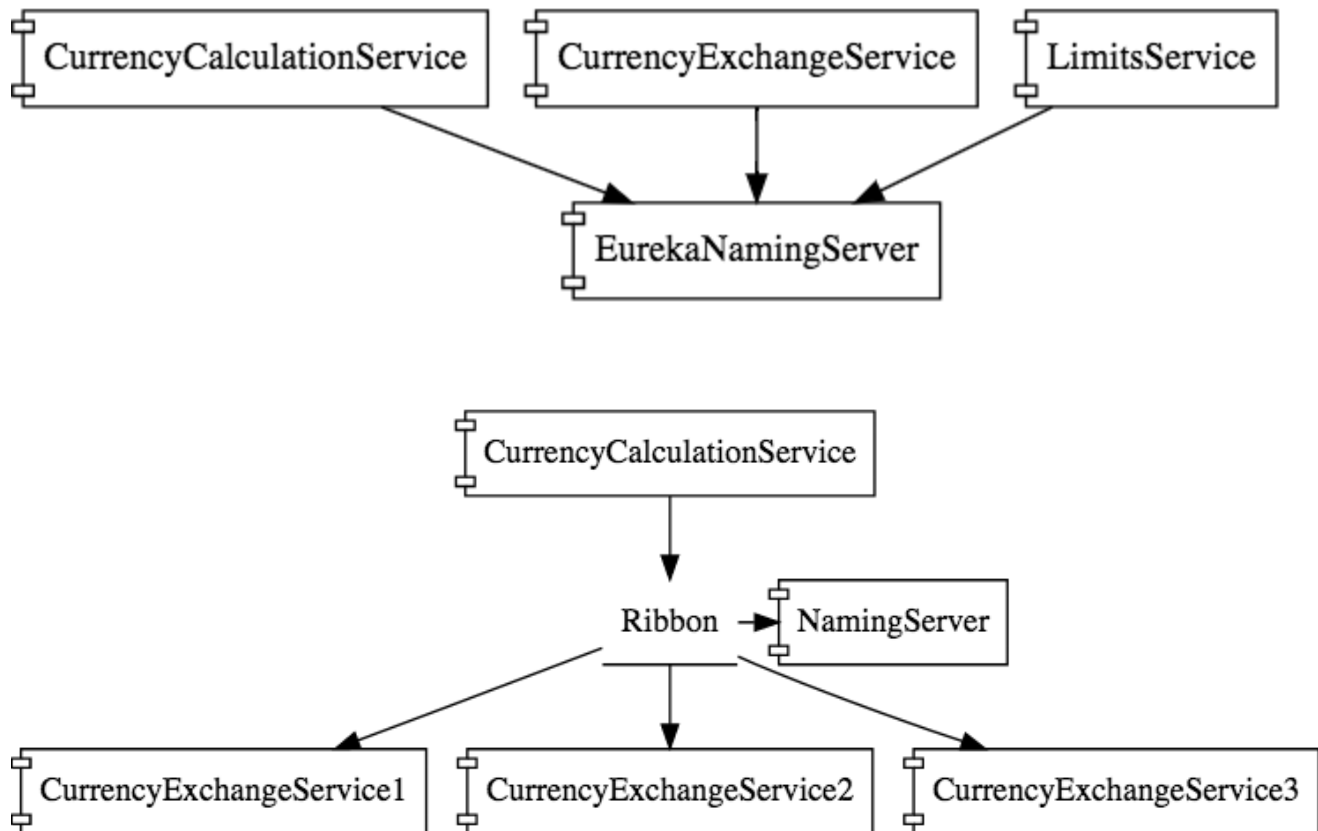 CurrencyCalculationService
CurrencyExchangeService
LimitsService
EurekaNamingServer
CurrencyCalculationService
Ribbon
NamingServer
CurrencyExchangeService1
CurrencyExchangeService2
CurrencyExchangeService3